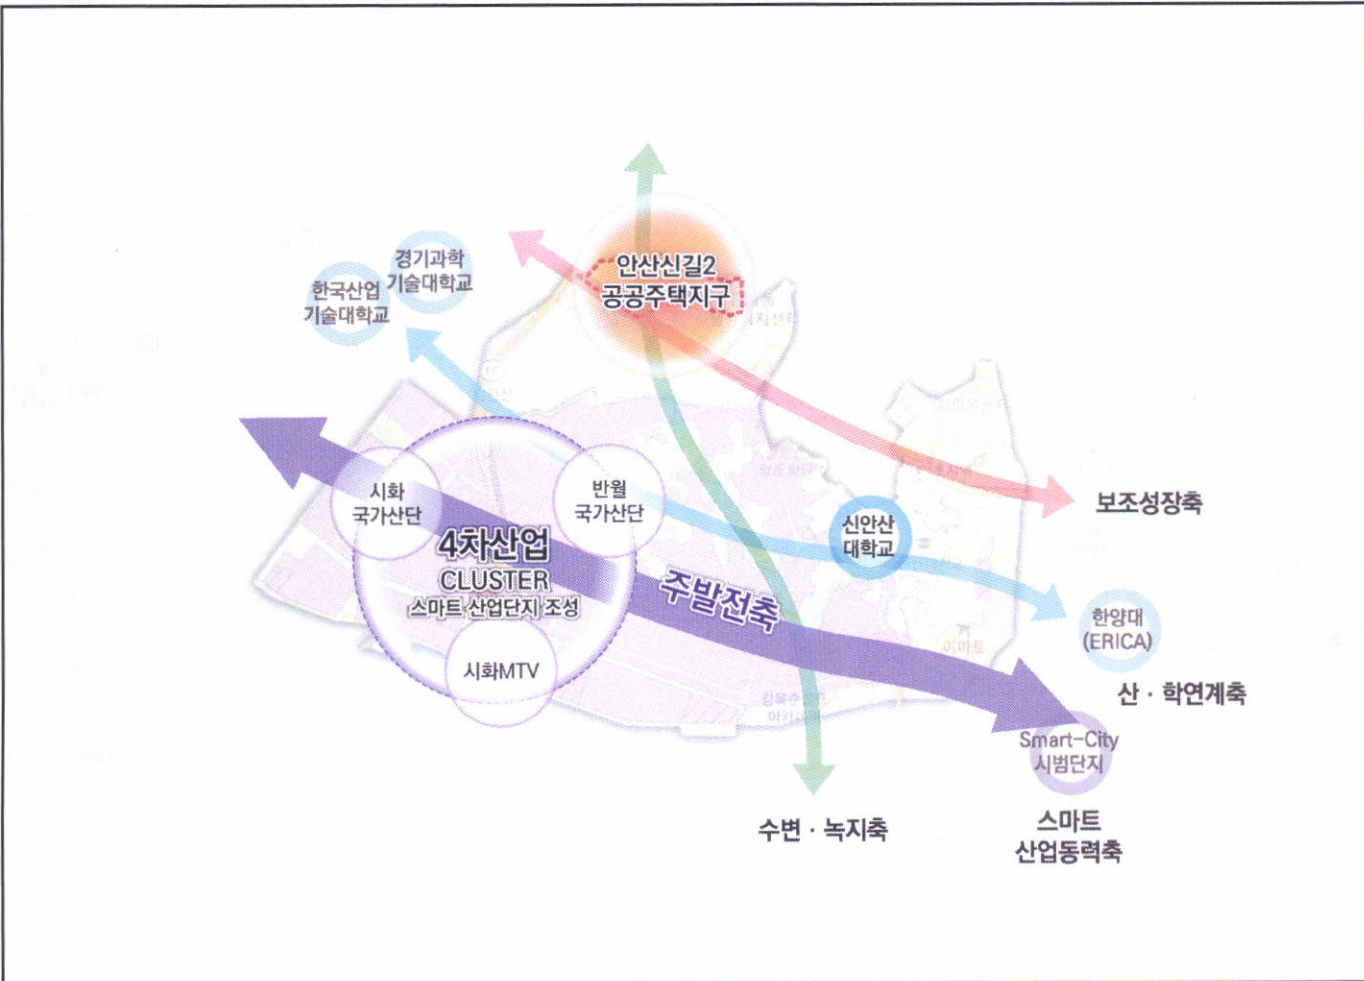 안산신길2
공공주택지구
경기과학
기술대학교
한국산업
기술대학교
시화
국가산단
반월
국가산단
4차산업
CLUSTER
스마트 산업단지 조성
시화MTV
주발전축
신안산
대학교
보조성장축
한양대
(ERICA)
산 · 학연계축
이마트
Smart-City
시범단지
스마트
산업동력축
수변 · 녹지축